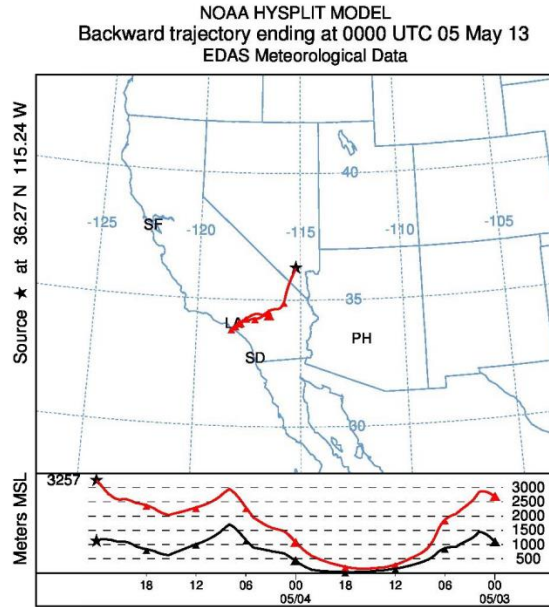 NOAA HYSPLIT MODEL
Backward trajectory ending at 0000 UTC 05 May 13
EDAS Meteorological Data
Source ★ at 36.27 N 115.24 W
40
-125
SF
-120
-115
-110
-105
35
LA
SD
PH
30
Meters MSL
3257
3000
2500
2000
1500
1000
500
18 12 06 00 18 12 06 00
05/04 05/03